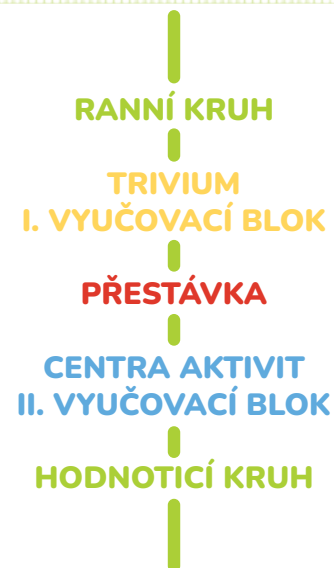 RANNÍ KRUH
TRIVIUM
I. VYUČOVACÍ BLOK
PŘESTÁVKA
CENTRA AKTIVIT
II. VYUČOVACÍ BLOK
HODNOTICÍ KRUH